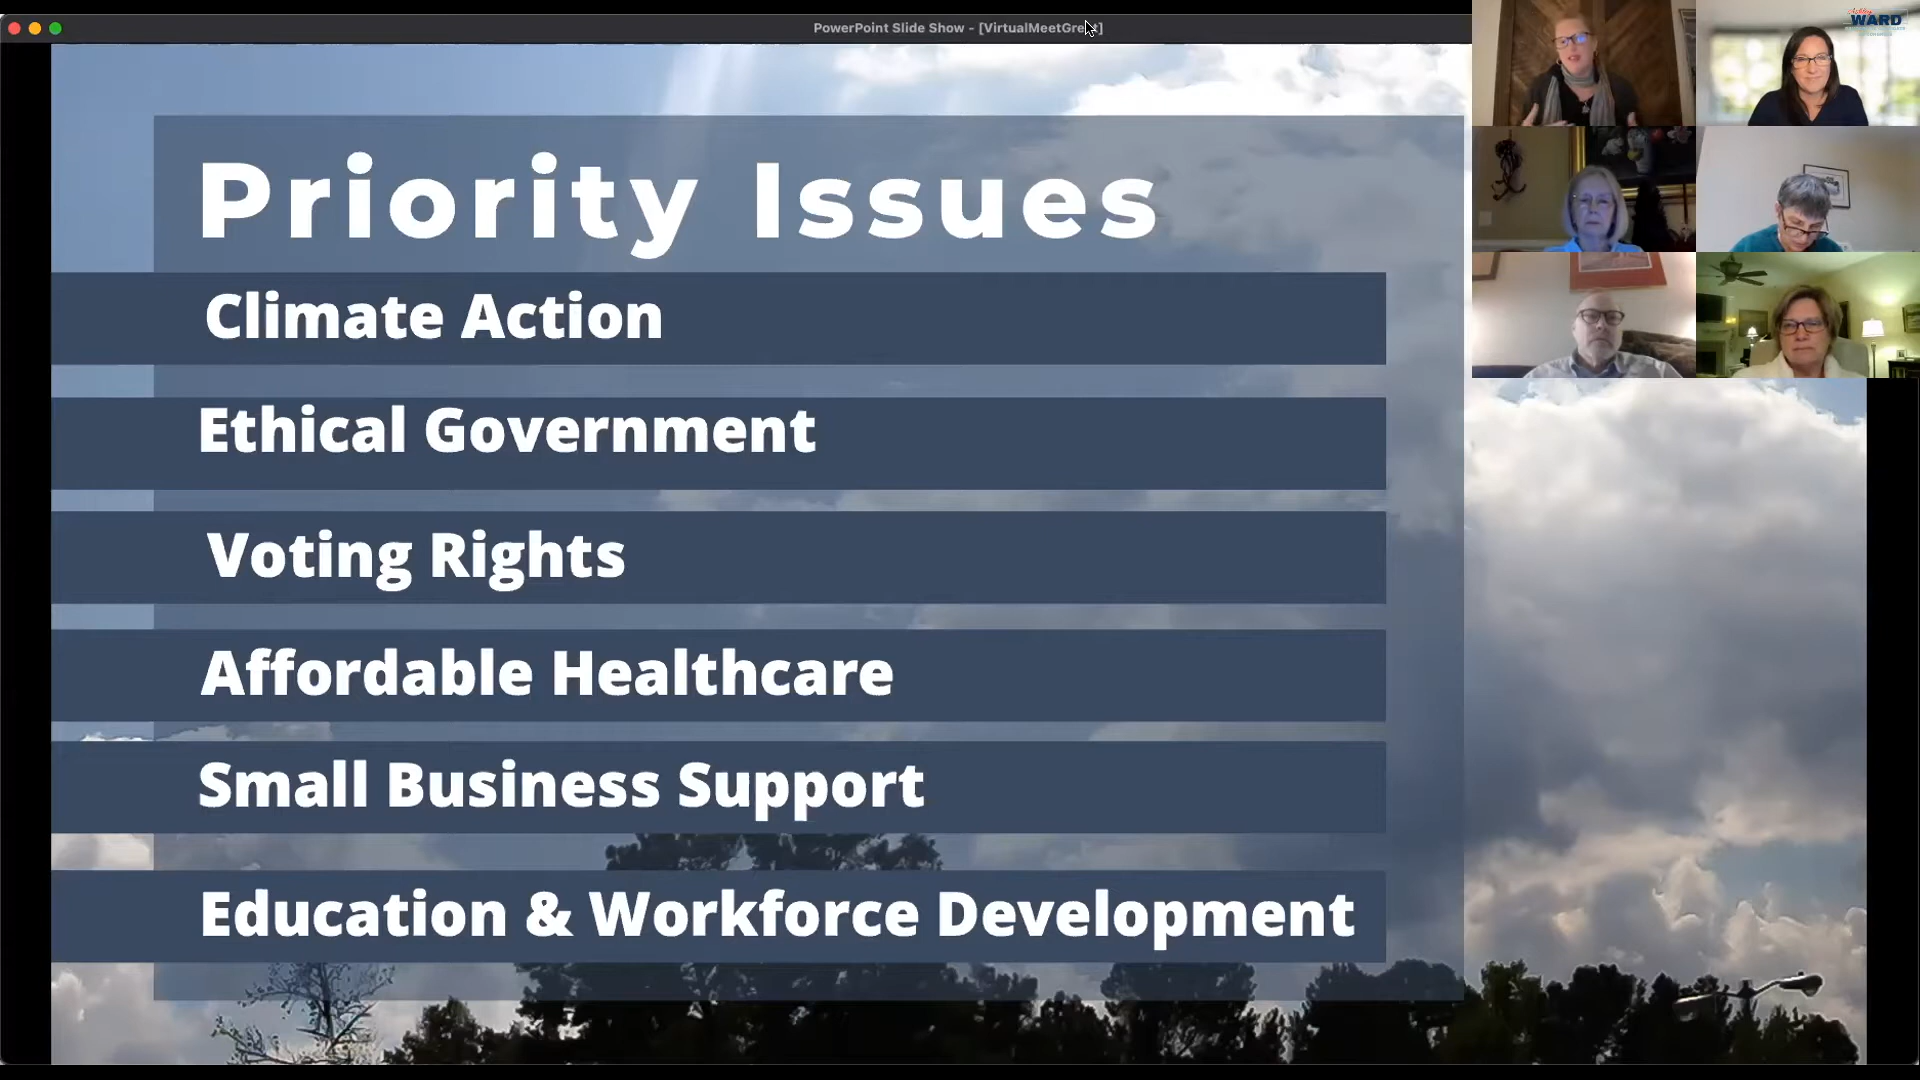 PowerPoint Slide Show - [VirtualMeetGreet]
Ashley
WARD
Priority Issues
Climate Action
Ethical Government
Voting Rights
Affordable Healthcare
Small Business Support
Education & Workforce Development